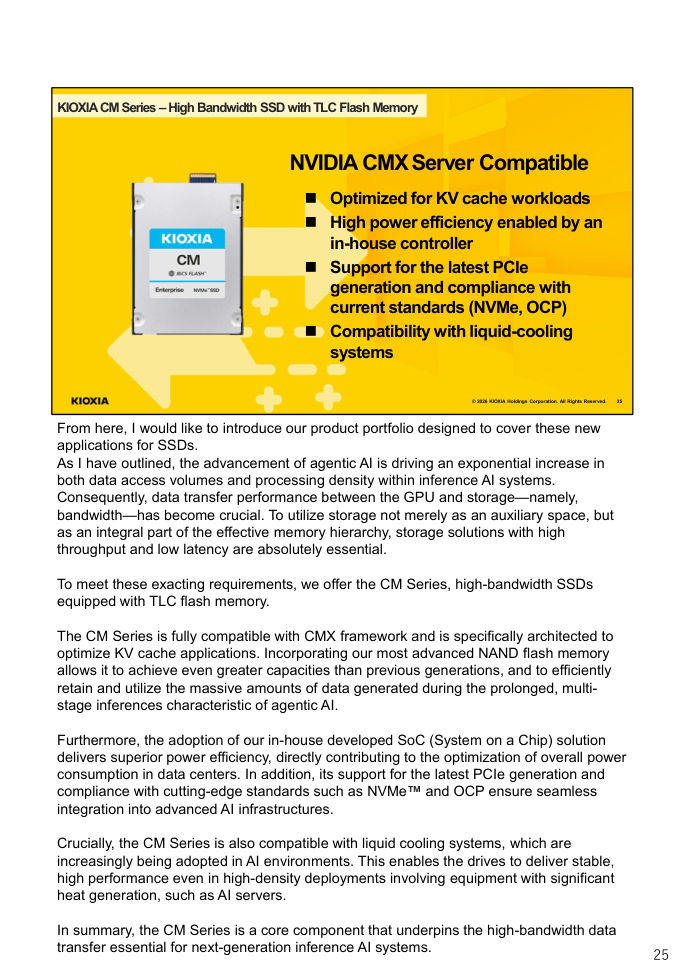 KIOXIA CM Series – High Bandwidth SSD with TLC Flash Memory
NVIDIA CMX Server Compatible
■ Optimized for KV cache workloads
■ High power efficiency enabled by an
in-house controller
■ Support for the latest PCIe
generation and compliance with
current standards (NVMe, OCP)
■ Compatibility with liquid-cooling
systems
KIOXIA
CM
BiCS FLASH™
Enterprise NVMe™ SSD
KIOXIA
© 2026 KIOXIA Holdings Corporation. All Rights Reserved. 25
From here, I would like to introduce our product portfolio designed to cover these new
applications for SSDs.
As I have outlined, the advancement of agentic AI is driving an exponential increase in
both data access volumes and processing density within inference AI systems.
Consequently, data transfer performance between the GPU and storage—namely,
bandwidth—has become crucial. To utilize storage not merely as an auxiliary space, but
as an integral part of the effective memory hierarchy, storage solutions with high
throughput and low latency are absolutely essential.
To meet these exacting requirements, we offer the CM Series, high-bandwidth SSDs
equipped with TLC flash memory.
The CM Series is fully compatible with CMX framework and is specifically architected to
optimize KV cache applications. Incorporating our most advanced NAND flash memory
allows it to achieve even greater capacities than previous generations, and to efficiently
retain and utilize the massive amounts of data generated during the prolonged, multi-
stage inferences characteristic of agentic AI.
Furthermore, the adoption of our in-house developed SoC (System on a Chip) solution
delivers superior power efficiency, directly contributing to the optimization of overall power
consumption in data centers. In addition, its support for the latest PCIe generation and
compliance with cutting-edge standards such as NVMe™ and OCP ensure seamless
integration into advanced AI infrastructures.
Crucially, the CM Series is also compatible with liquid cooling systems, which are
increasingly being adopted in AI environments. This enables the drives to deliver stable,
high performance even in high-density deployments involving equipment with significant
heat generation, such as AI servers.
In summary, the CM Series is a core component that underpins the high-bandwidth data
transfer essential for next-generation inference AI systems.
25